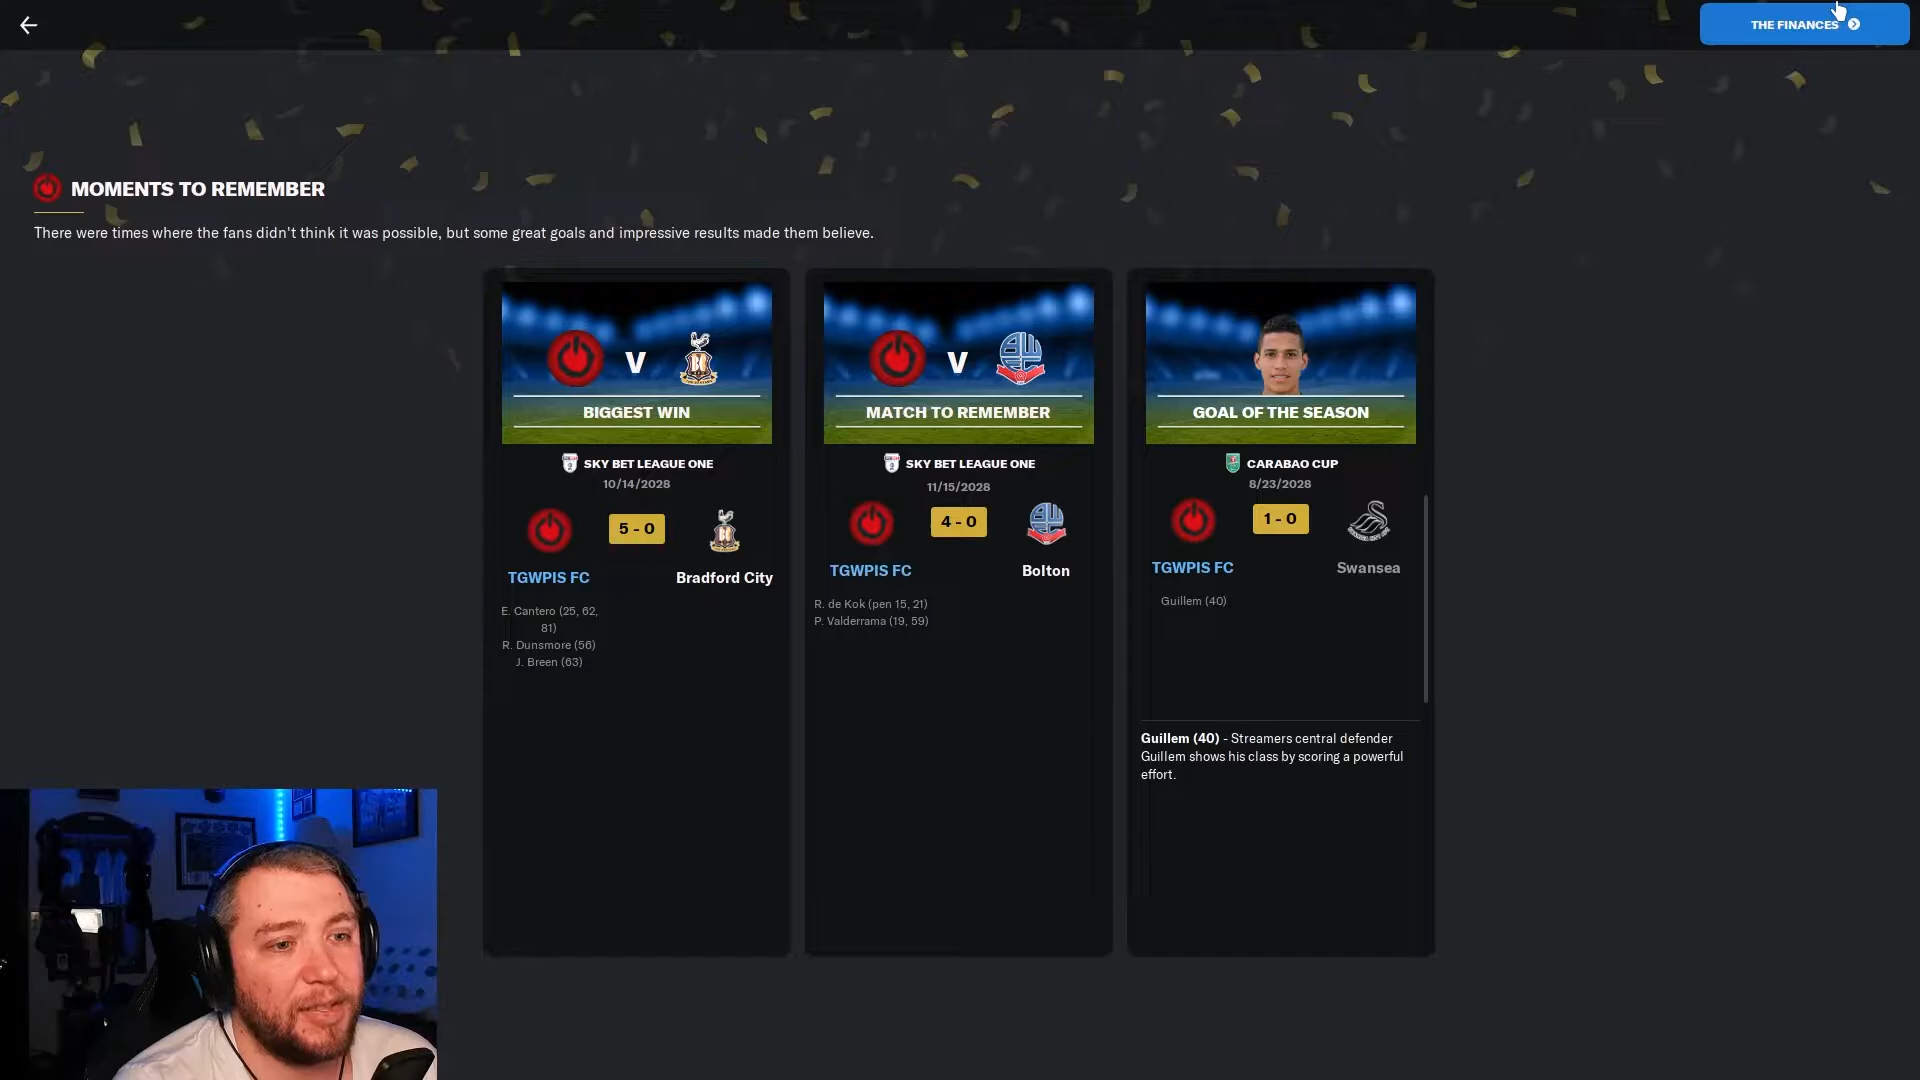 THE FINANCES
MOMENTS TO REMEMBER
There were times where the fans didn't think it was possible, but some great goals and impressive results made them believe.
V
BIGGEST WIN
SKY BET LEAGUE ONE
10/14/2028
5 - 0
TGWPIS FC
Bradford City
E. Cantero (25, 62,
81)
R. Dunsmore (56)
J. Breen (63)
V
MATCH TO REMEMBER
SKY BET LEAGUE ONE
11/15/2028
4 - 0
TGWPIS FC
Bolton
R. de Kok (pen 15, 21)
P. Valderrama (19, 59)
GOAL OF THE SEASON
CARABAO CUP
8/23/2028
1 - 0
TGWPIS FC
Swansea
Guillem (40)
Guillem (40) - Streamers central defender
Guillem shows his class by scoring a powerful
effort.